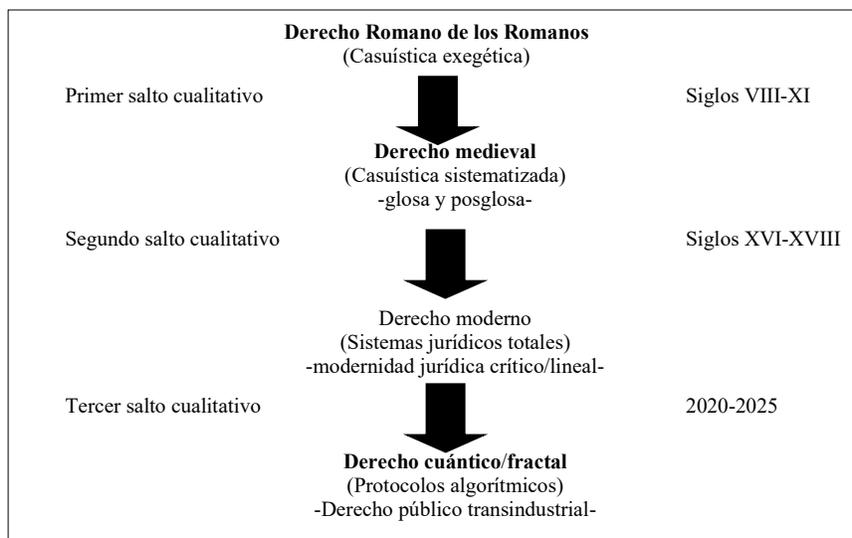 Derecho Romano de los Romanos
(Casuística exegética)
Primer salto cualitativo Siglos VIII-XI
Derecho medieval
(Casuística sistematizada)
-glosa y posglosa-
Segundo salto cualitativo Siglos XVI-XVIII
Derecho moderno
(Sistemas jurídicos totales)
-modernidad jurídica crítico/lineal-
Tercer salto cualitativo 2020-2025
Derecho cuántico/fractal
(Protocolos algorítmicos)
-Derecho público transindustrial-